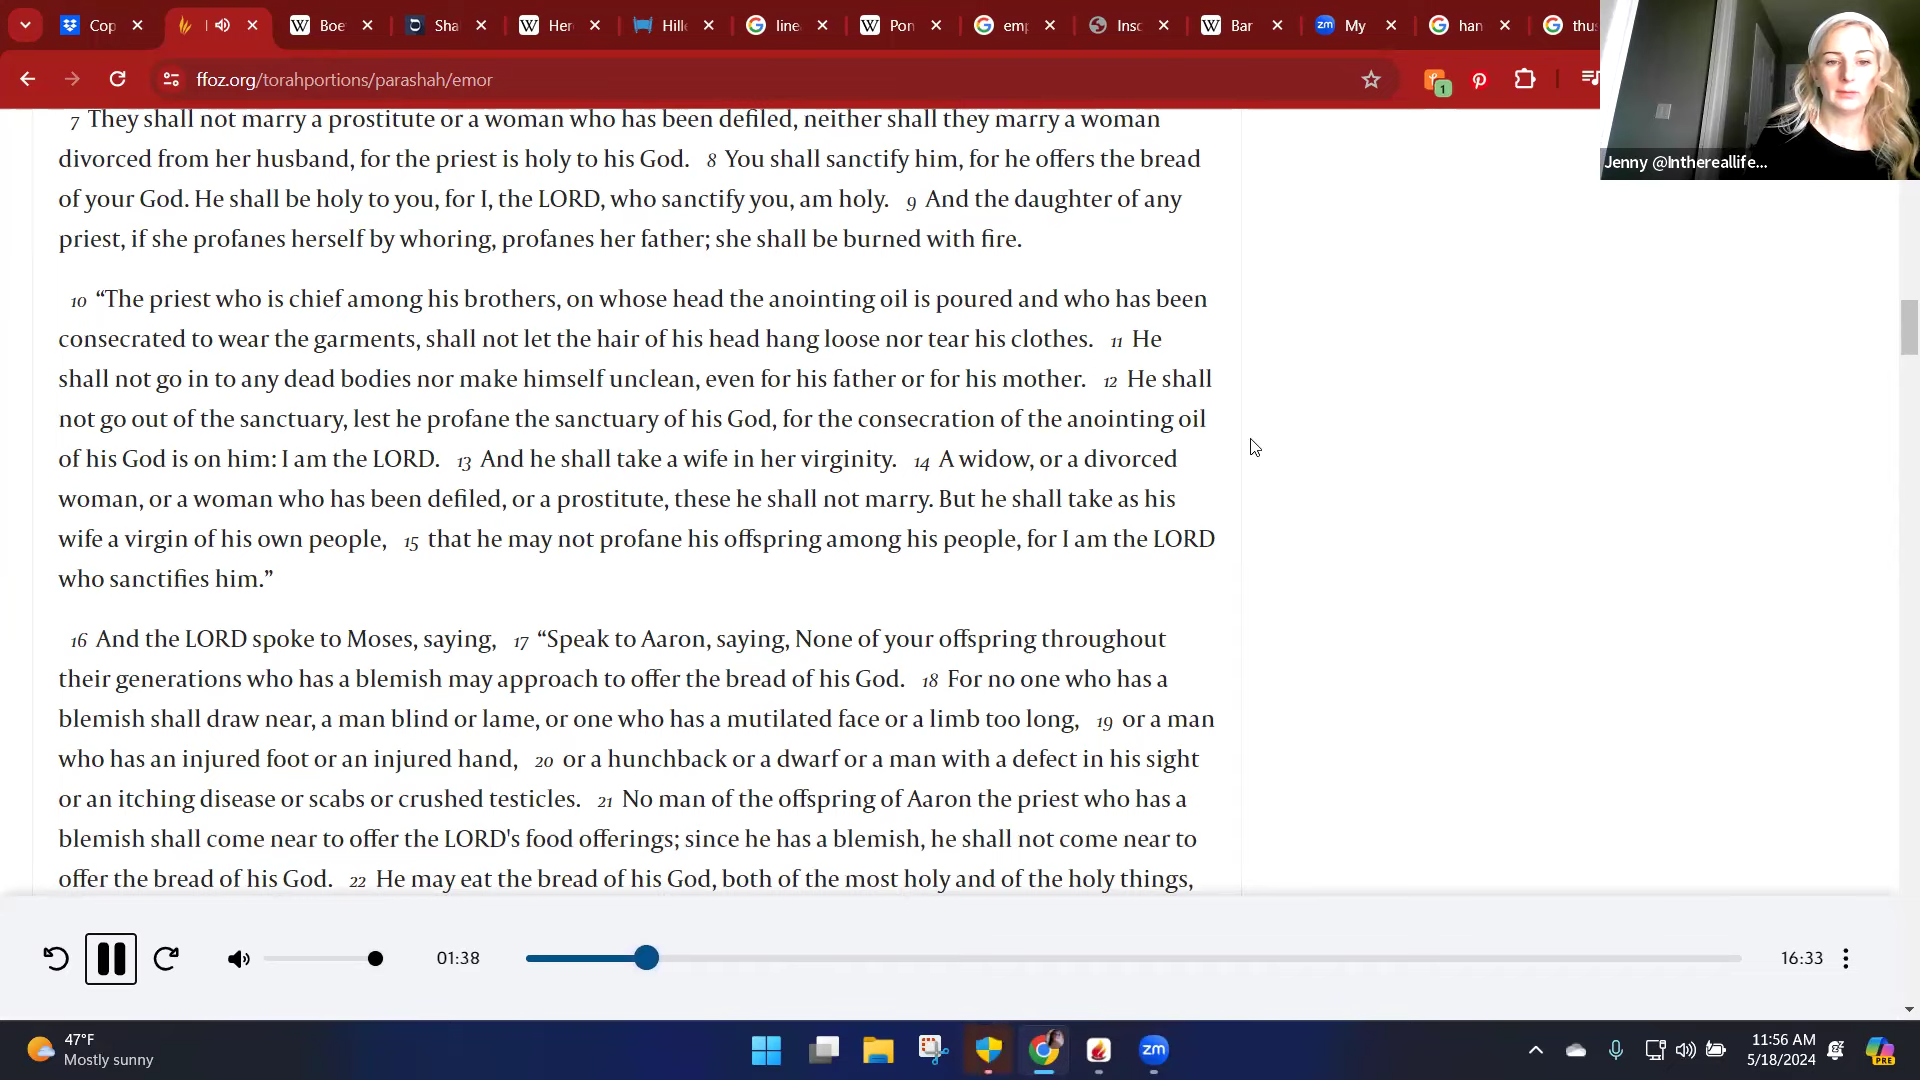 Cop
Boe
Sha
Her
Hille
line
Pon
emp
Insc
Bar
zm My
han
thus
ffoz.org/torahportions/parashah/emor
1
Jenny @Inthereallife...
7 They shall not marry a prostitute or a woman who has been defiled, neither shall they marry a woman
divorced from her husband, for the priest is holy to his God. 8 You shall sanctify him, for he offers the bread
of your God. He shall be holy to you, for I, the LORD, who sanctify you, am holy. 9 And the daughter of any
priest, if she profanes herself by whoring, profanes her father; she shall be burned with fire.
10 “The priest who is chief among his brothers, on whose head the anointing oil is poured and who has been
consecrated to wear the garments, shall not let the hair of his head hang loose nor tear his clothes. 11 He
shall not go in to any dead bodies nor make himself unclean, even for his father or for his mother. 12 He shall
not go out of the sanctuary, lest he profane the sanctuary of his God, for the consecration of the anointing oil
of his God is on him: I am the LORD. 13 And he shall take a wife in her virginity. 14 A widow, or a divorced
woman, or a woman who has been defiled, or a prostitute, these he shall not marry. But he shall take as his
wife a virgin of his own people, 15 that he may not profane his offspring among his people, for I am the LORD
who sanctifies him.”
16 And the LORD spoke to Moses, saying, 17 “Speak to Aaron, saying, None of your offspring throughout
their generations who has a blemish may approach to offer the bread of his God. 18 For no one who has a
blemish shall draw near, a man blind or lame, or one who has a mutilated face or a limb too long, 19 or a man
who has an injured foot or an injured hand, 20 or a hunchback or a dwarf or a man with a defect in his sight
or an itching disease or scabs or crushed testicles. 21 No man of the offspring of Aaron the priest who has a
blemish shall come near to offer the LORD's food offerings; since he has a blemish, he shall not come near to
offer the bread of his God. 22 He may eat the bread of his God, both of the most holy and of the holy things,
01:38
16:33
47°F
Mostly sunny
zm
11:56 AM
5/18/2024
PRE